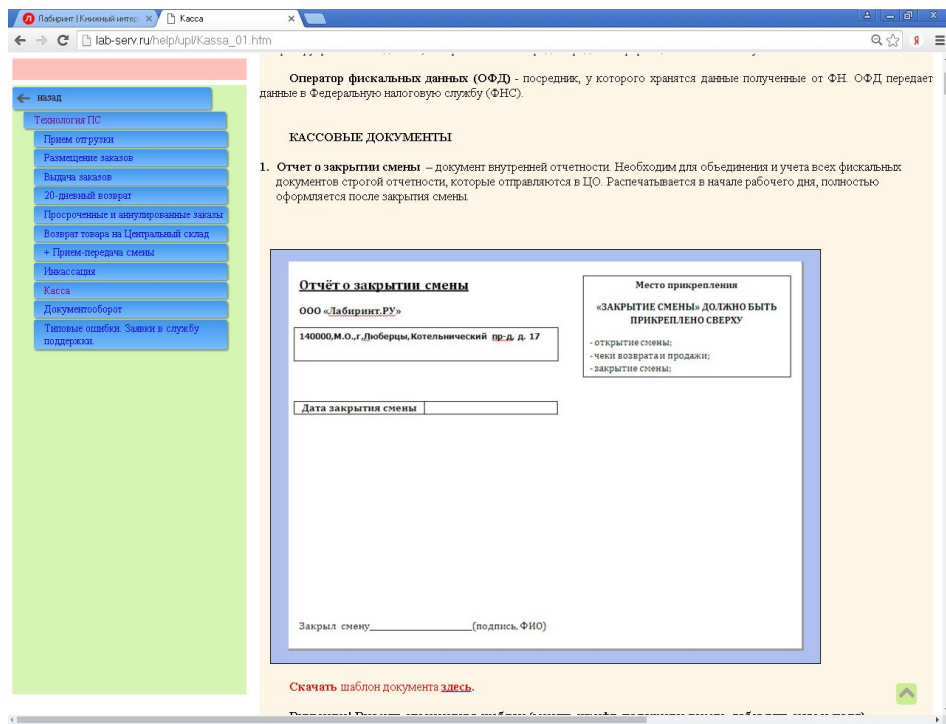 Лабиринт | Книжный интер
Касса
lab-serv.ru/help/upl/Kassa_01.htm
назад
Технология ПС
Прием отгрузки
Размещение заказов
Выдача заказов
20-дневный возврат
Просроченные и аннулированные заказы
Возврат товара на Центральный склад
+ Прием-передача смены
Инкассация
Касса
Документооборот
Типовые ошибки. Заявки в службу
поддержки.
Оператор фискальных данных (ОФД) - посредник, у которого хранятся данные полученные от ФН. ОФД передает
данные в Федеральную налоговую службу (ФНС).
КАССОВЫЕ ДОКУМЕНТЫ
1. Отчет о закрытии смены – документ внутренней отчетности. Необходим для объединения и учета всех фискальных
документов строгой отчетности, которые отправляются в ЦО. Распечатывается в начале рабочего дня, полностью
оформляется после закрытия смены.
Отчёт о закрытии смены
ООО «Лабиринт.РУ»
140000,М.О.,г.Люберцы,Котельнический пр-д, д. 17
Дата закрытия смены
Место прикрепления
«ЗАКРЫТИЕ СМЕНЫ» ДОЛЖНО БЫТЬ
ПРИКРЕПЛЕНО СВЕРХУ
- открытие смены;
- чеки возврата и продажи;
- закрытие смены;
Закрыл смену____________________(подпись, ФИО)
Скачать шаблон документа здесь.